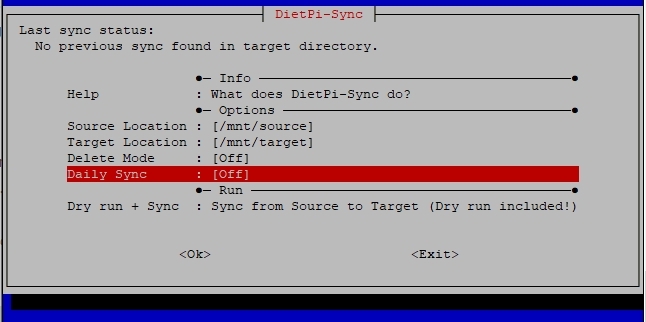 DietPi-Sync
Last sync status:
No previous sync found in target directory.
●─ Info ─●
Help : What does DietPi-Sync do?
●─ Options ─●
Source Location : [/mnt/source]
Target Location : [/mnt/target]
Delete Mode : [Off]
Daily Sync : [Off]
●─ Run ─●
Dry run + Sync : Sync from Source to Target (Dry run included!)
<Ok> <Exit>